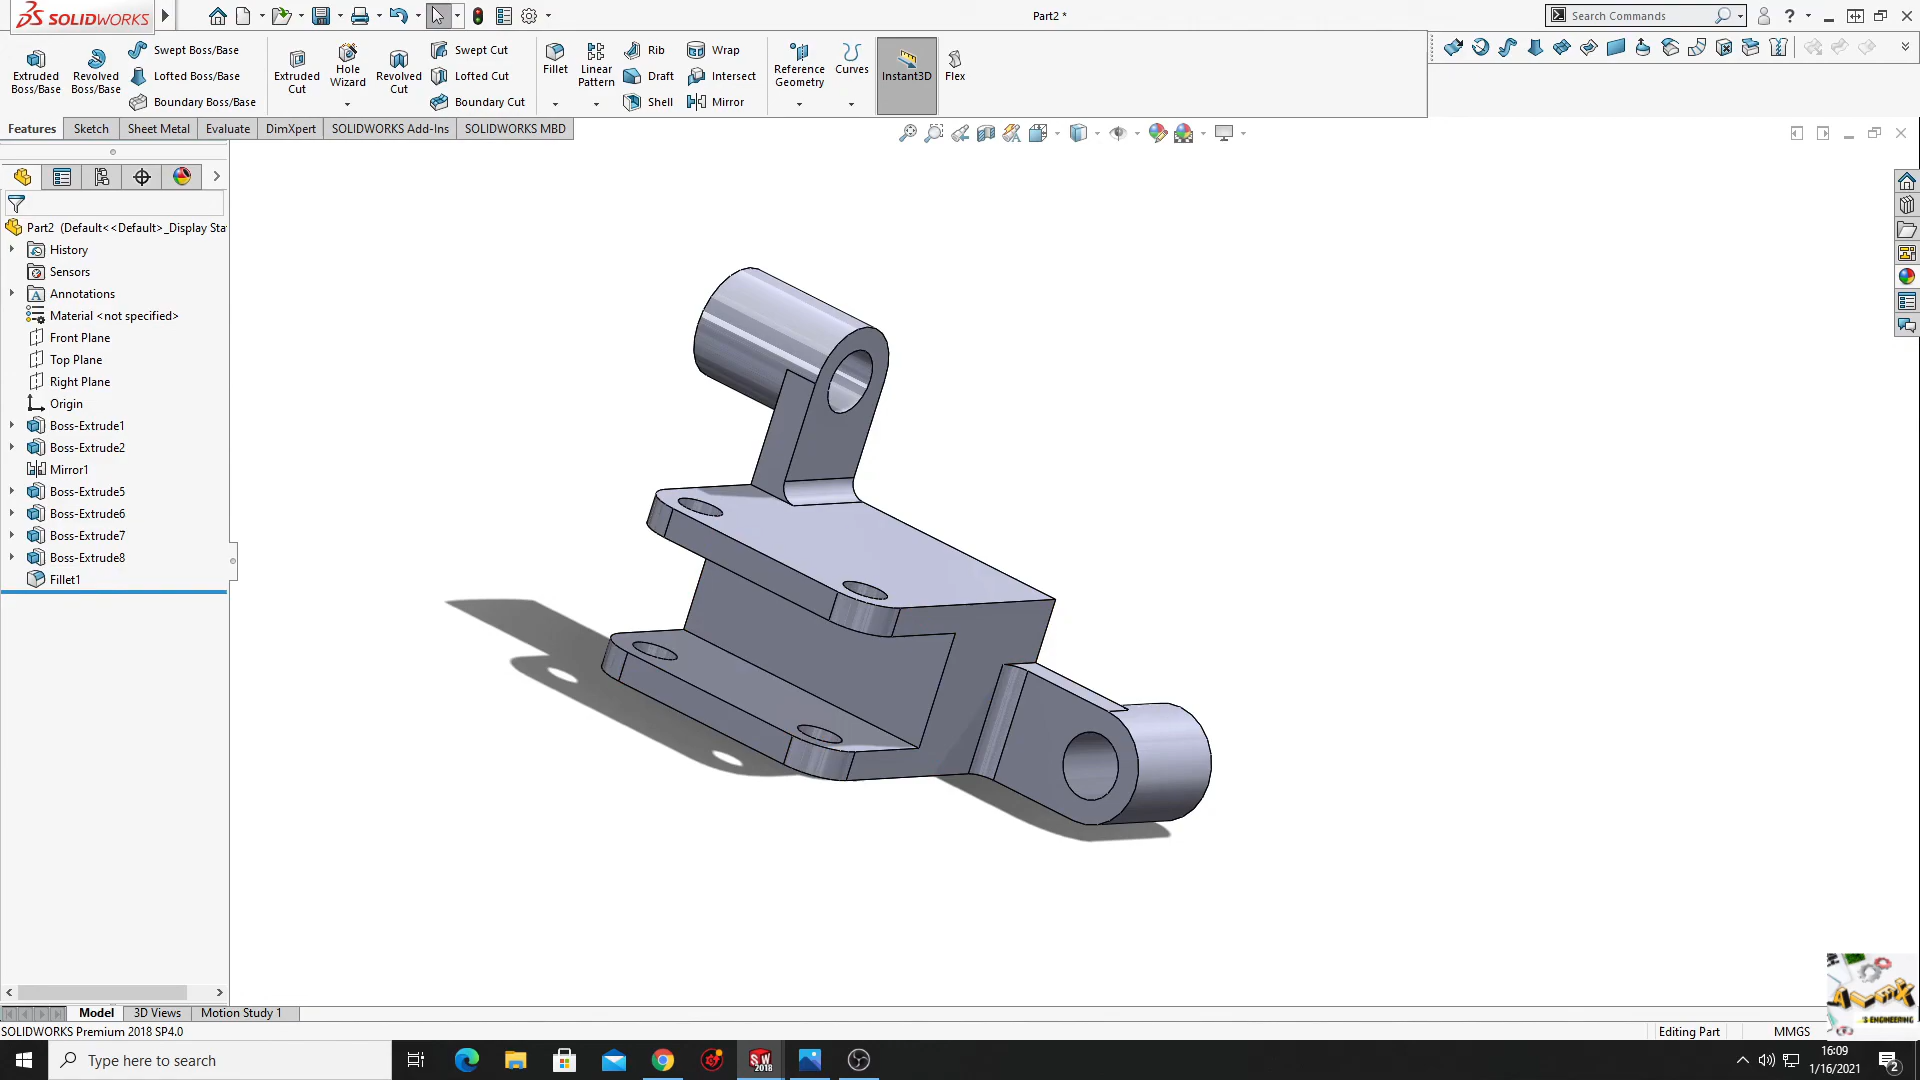 SOLIDWORKS
Part2 *
Search Commands
Extruded Boss/Base
Revolved Boss/Base
Swept Boss/Base
Lofted Boss/Base
Boundary Boss/Base
Extruded Cut
Hole Wizard
Revolved Cut
Swept Cut
Lofted Cut
Boundary Cut
Fillet
Linear Pattern
Rib
Draft
Shell
Wrap
Intersect
Mirror
Reference Geometry
Curves
Instant3D
Flex
Features
Sketch
Sheet Metal
Evaluate
DimXpert
SOLIDWORKS Add-Ins
SOLIDWORKS MBD
Part2 (Default<<Default>_Display Sta
History
Sensors
Annotations
Material <not specified>
Front Plane
Top Plane
Right Plane
Origin
Boss-Extrude1
Boss-Extrude2
Mirror1
Boss-Extrude5
Boss-Extrude6
Boss-Extrude7
Boss-Extrude8
Fillet1
Model
3D Views
Motion Study 1
SOLIDWORKS Premium 2018 SP4.0
Editing Part
MMGS
'S ENGINEERING
Type here to search
SW
2018
16:09
1/16/2021
2